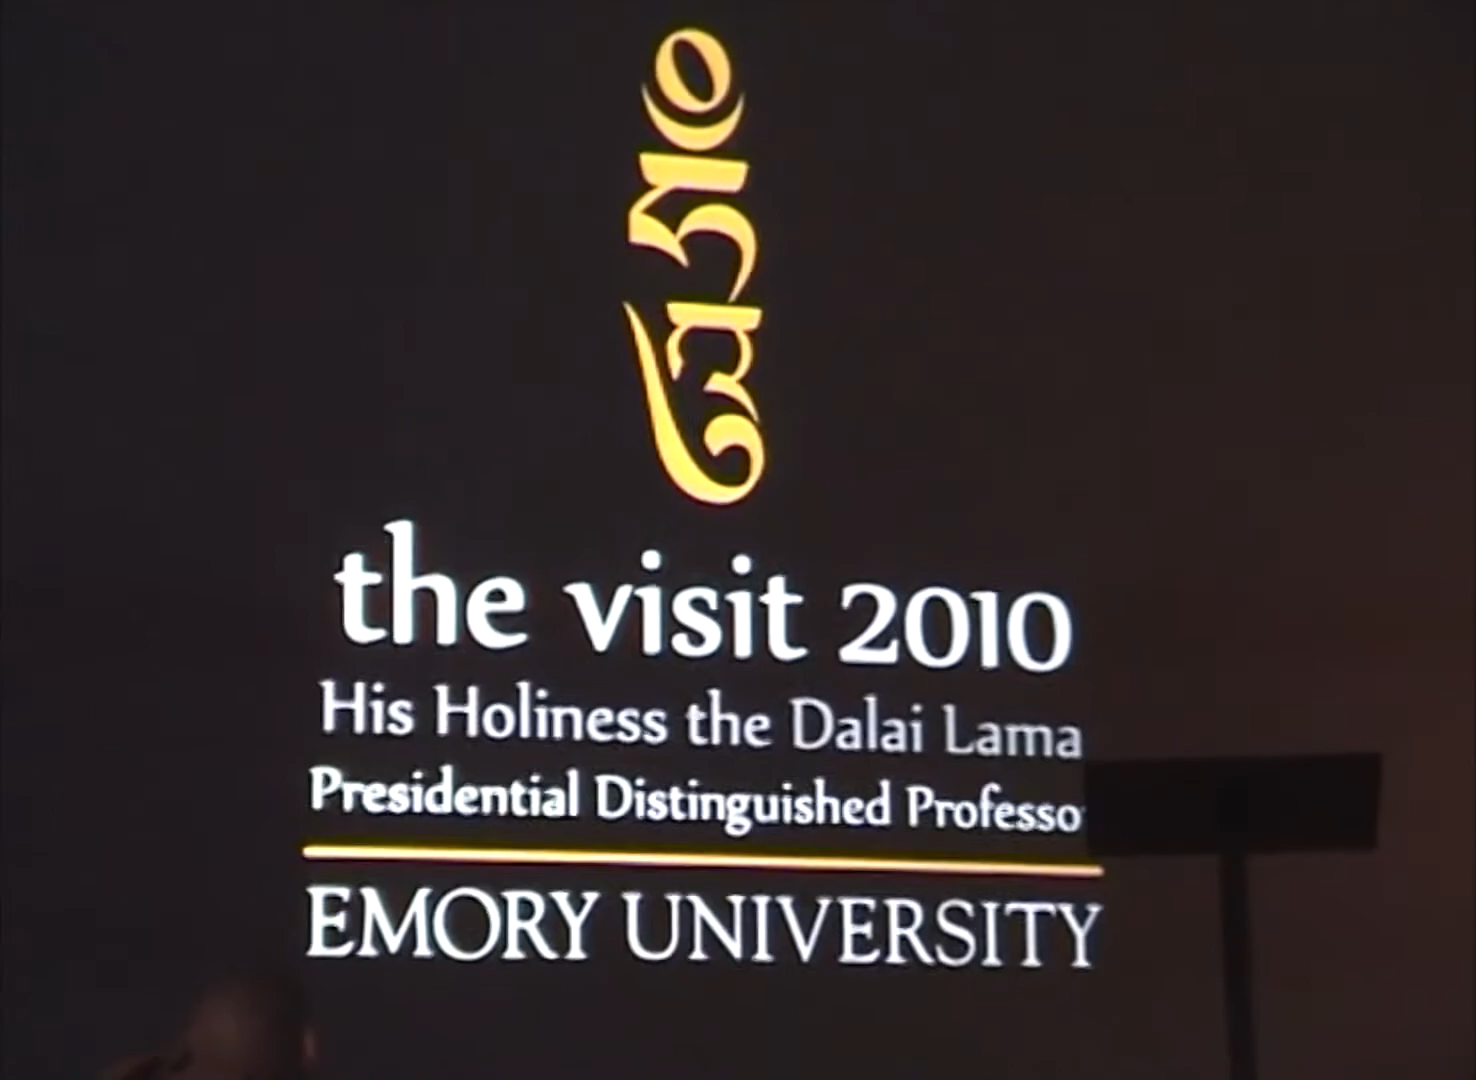 the visit 2010
His Holiness the Dalai Lama
Presidential Distinguished Professo
EMORY UNIVERSITY